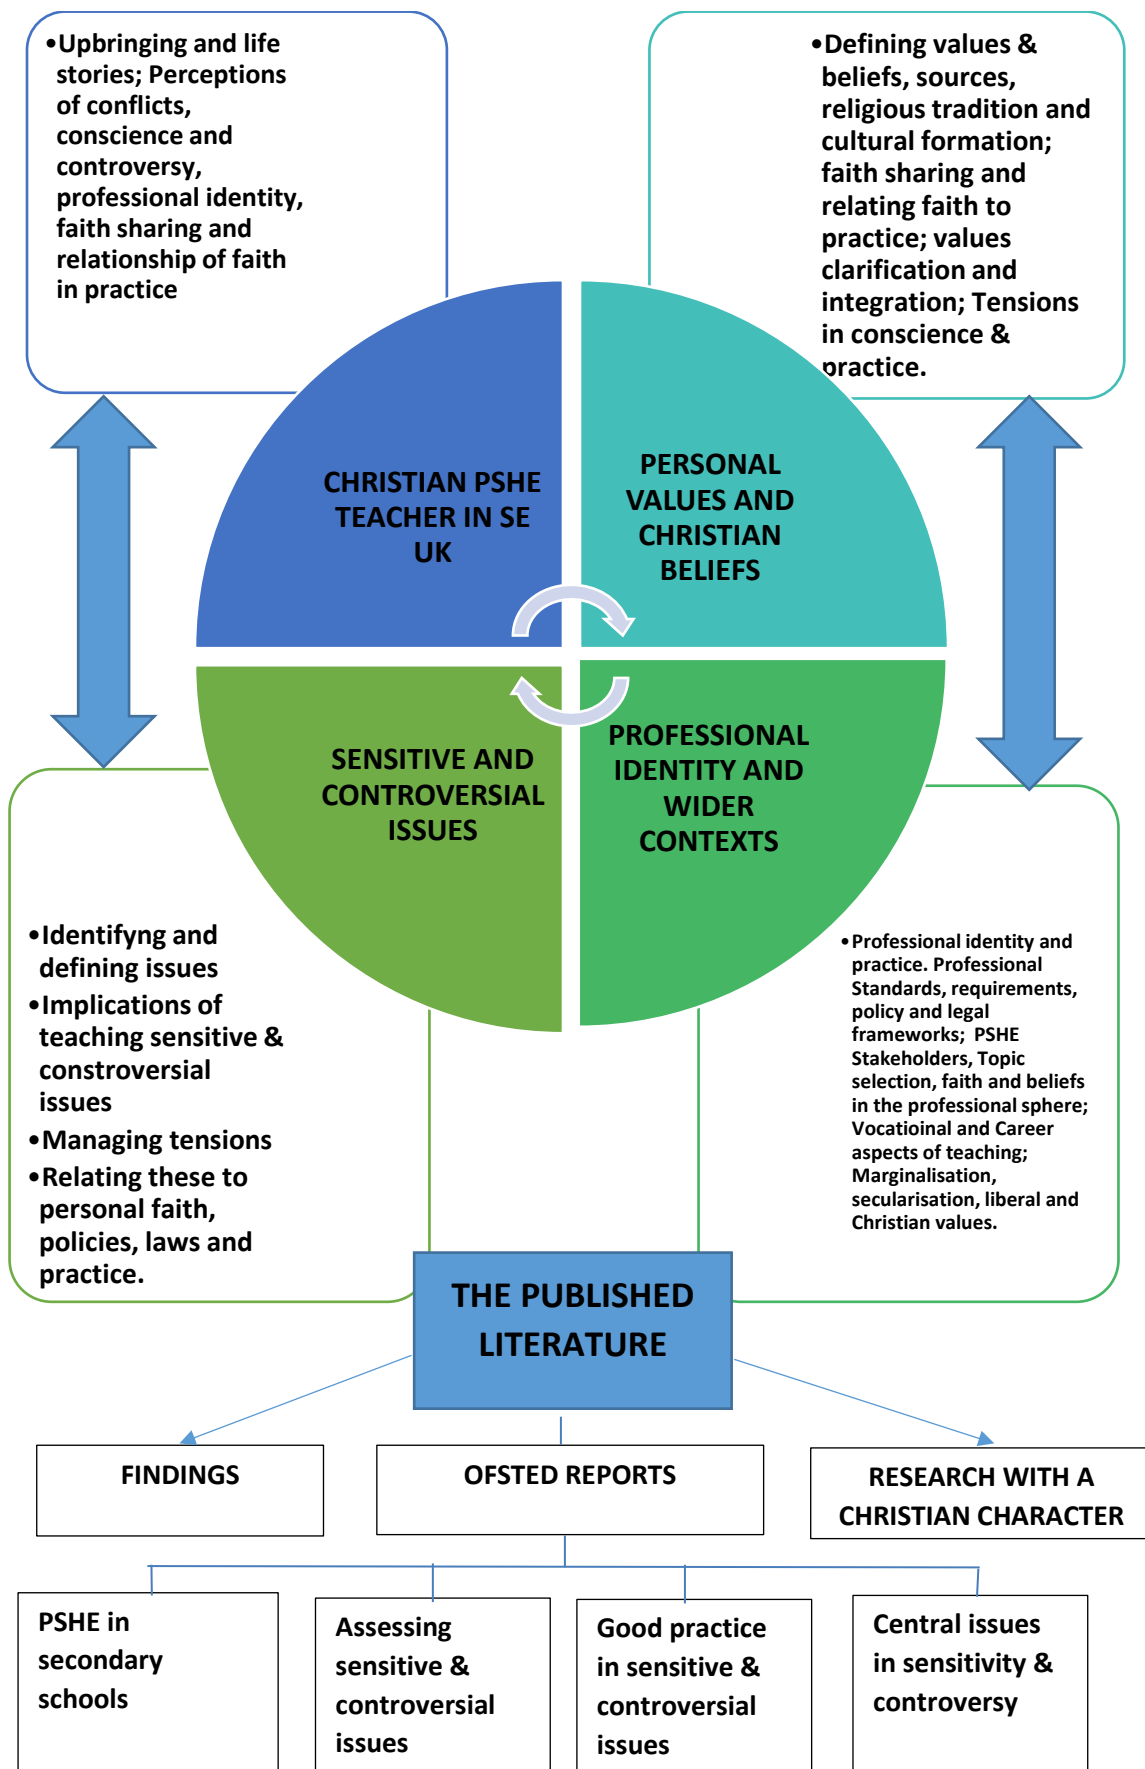 •Upbringing and life
stories; Perceptions
of conflicts,
conscience and
controversy,
professional identity,
faith sharing and
relationship of faith
in practice
•Defining values &
beliefs, sources,
religious tradition and
cultural formation;
faith sharing and
relating faith to
practice; values
clarification and
integration; Tensions
in conscience &
practice.
CHRISTIAN PSHE
TEACHER IN SE
UK
PERSONAL
VALUES AND
CHRISTIAN
BELIEFS
SENSITIVE AND
CONTROVERSIAL
ISSUES
PROFESSIONAL
IDENTITY AND
WIDER
CONTEXTS
•Identifyng and
defining issues
•Implications of
teaching sensitive &
constroversial
issues
•Managing tensions
•Relating these to
personal faith,
policies, laws and
practice.
•Professional identity and
practice. Professional
Standards, requirements,
policy and legal
frameworks; PSHE
Stakeholders, Topic
selection, faith and beliefs
in the professional sphere;
Vocatioinal and Career
aspects of teaching;
Marginalisation,
secularisation, liberal and
Christian values.
THE PUBLISHED
LITERATURE
FINDINGS
OFSTED REPORTS
RESEARCH WITH A
CHRISTIAN CHARACTER
PSHE in
secondary
schools
Assessing
sensitive &
controversial
issues
Good practice
in sensitive &
controversial
issues
Central issues
in sensitivity &
controversy